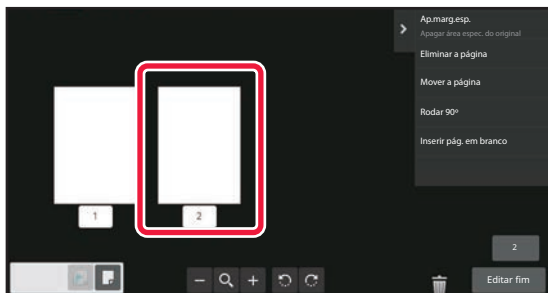 Ap.marg.esp.
Apagar área espec. do original
Eliminar a página
Mover a página
Rodar 90º
Inserir pág. em branco
1
2
2
Editar fim